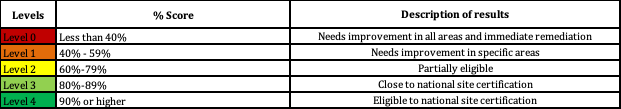 Levels % Score Description of results
Level 0 Less than 40% Needs improvement in all areas and immediate remediation
Level 1 40% - 59% Needs improvement in specific areas
Level 2 60%-79% Partially eligible
Level 3 80%-89% Close to national site certification
Level 4 90% or higher Eligible to national site certification